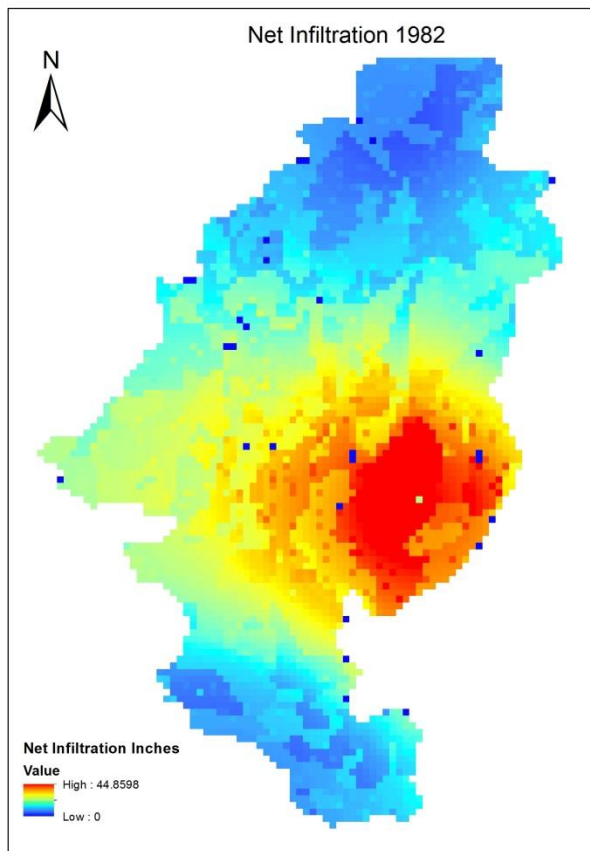 Net Infiltration 1982
N
Net Infiltration Inches
Value
High : 44.8598
Low : 0